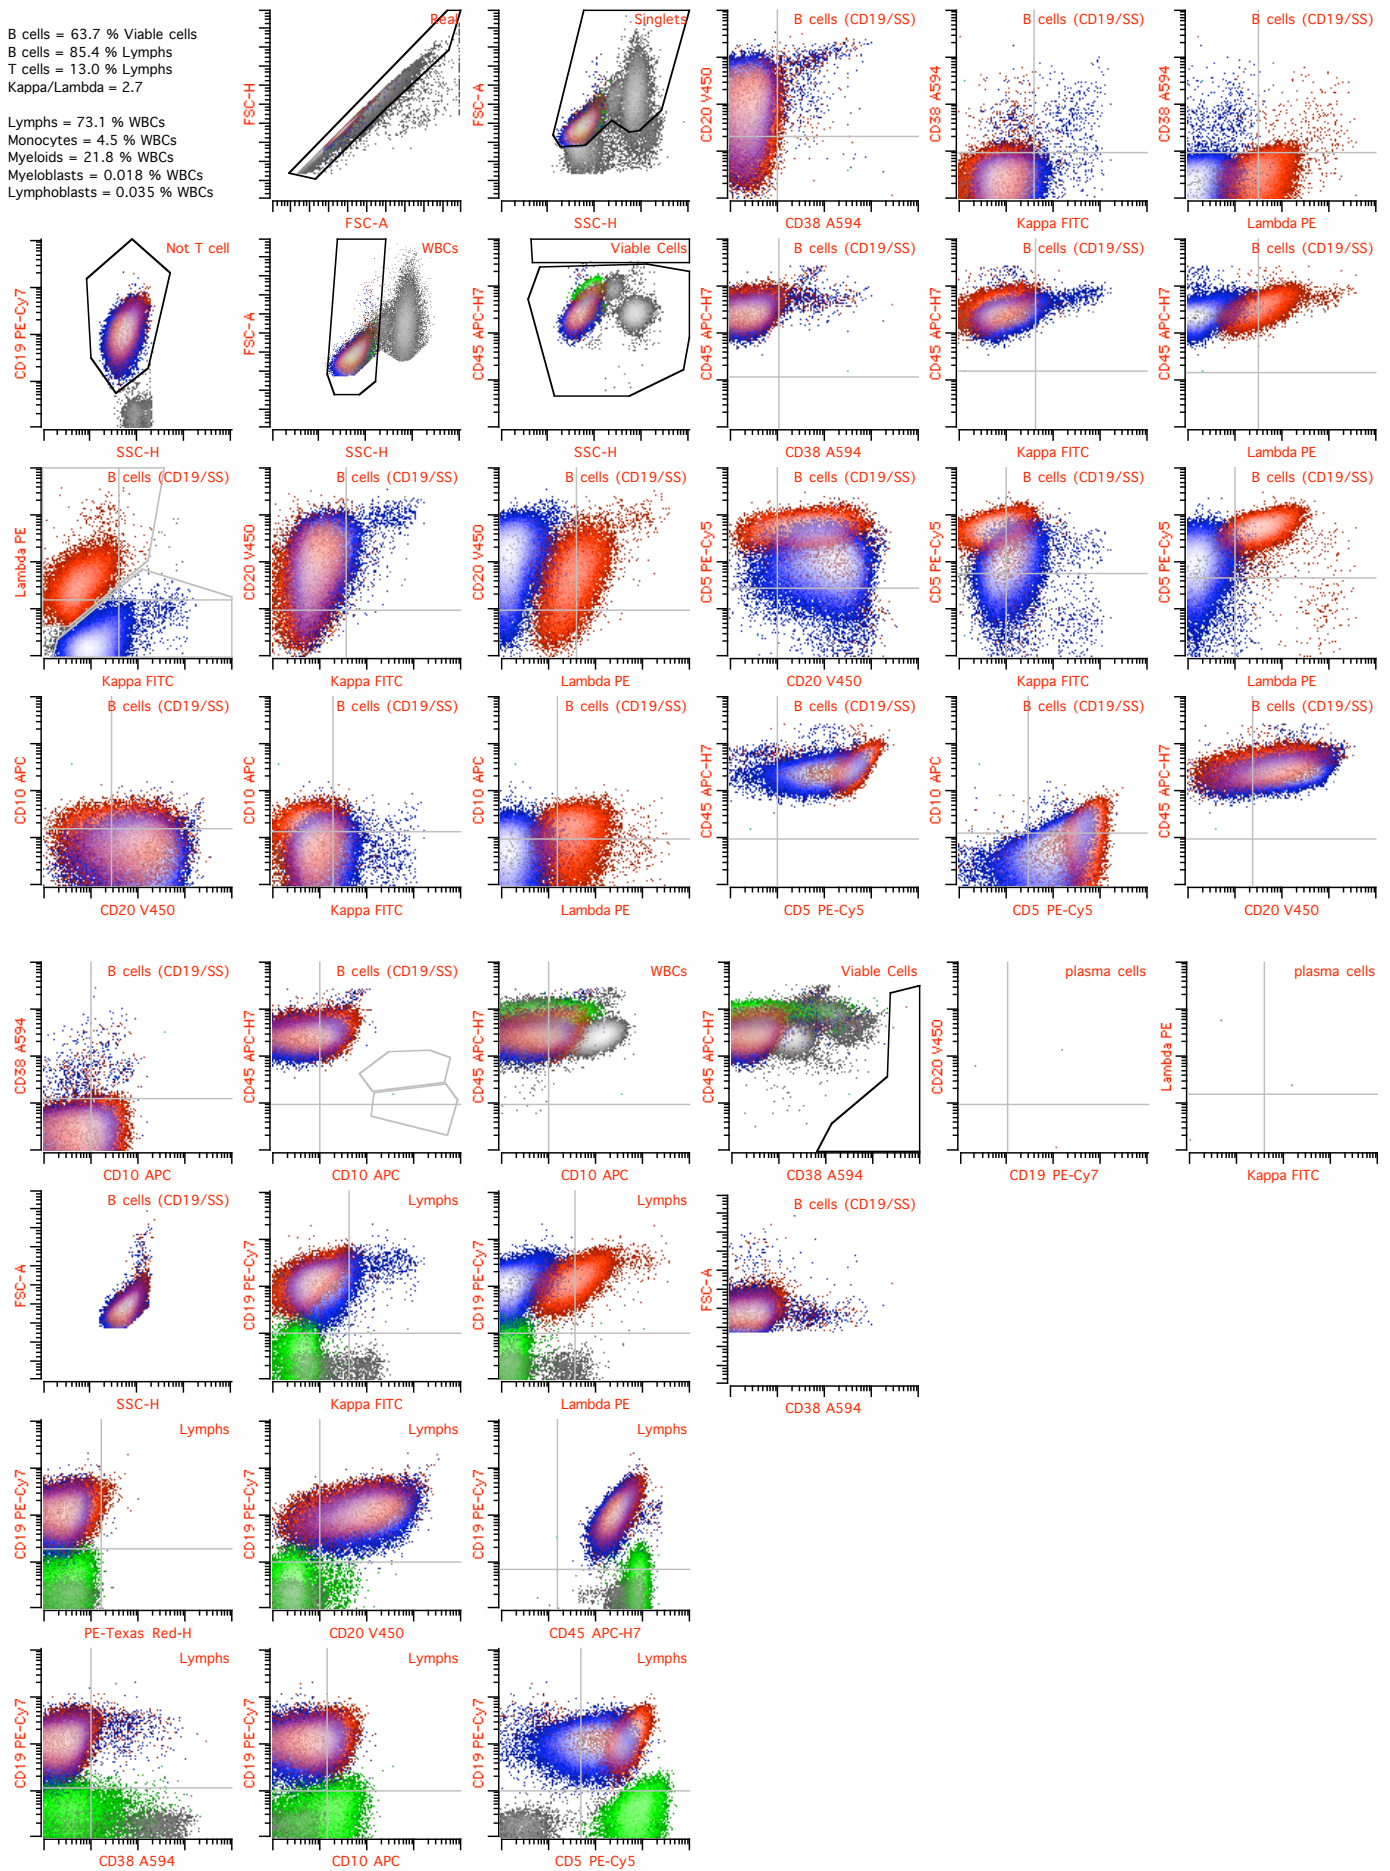 B cells = 63.7 % Viable cells
B cells = 85.4 % Lymphs
T cells = 13.0 % Lymphs
Kappa/Lambda = 2.7
Lymphs = 73.1 % WBCs
Monocytes = 4.5 % WBCs
Myeloids = 21.8 % WBCs
Myeloblasts = 0.018 % WBCs
Lymphoblasts = 0.035 % WBCs
Real
FSC-H
FSC-A
Singlets
FSC-A
SSC-H
B cells (CD19/SS)
CD20 V450
CD38 A594
B cells (CD19/SS)
CD38 A594
Kappa FITC
B cells (CD19/SS)
CD38 A594
Lambda PE
Not T cell
CD19 PE-Cy7
SSC-H
WBCs
FSC-A
SSC-H
Viable Cells
CD45 APC-H7
SSC-H
B cells (CD19/SS)
CD45 APC-H7
CD38 A594
B cells (CD19/SS)
CD45 APC-H7
Kappa FITC
B cells (CD19/SS)
CD45 APC-H7
Lambda PE
B cells (CD19/SS)
Lambda PE
Kappa FITC
B cells (CD19/SS)
CD20 V450
Kappa FITC
B cells (CD19/SS)
CD20 V450
Lambda PE
B cells (CD19/SS)
CD5 PE-Cy5
CD20 V450
B cells (CD19/SS)
CD5 PE-Cy5
Kappa FITC
B cells (CD19/SS)
CD5 PE-Cy5
Lambda PE
B cells (CD19/SS)
CD10 APC
CD20 V450
B cells (CD19/SS)
CD10 APC
Kappa FITC
B cells (CD19/SS)
CD10 APC
Lambda PE
B cells (CD19/SS)
CD45 APC-H7
CD5 PE-Cy5
B cells (CD19/SS)
CD10 APC
CD5 PE-Cy5
B cells (CD19/SS)
CD45 APC-H7
CD20 V450
B cells (CD19/SS)
CD38 A594
CD10 APC
B cells (CD19/SS)
CD45 APC-H7
CD10 APC
WBCs
CD45 APC-H7
CD10 APC
Viable Cells
CD45 APC-H7
CD38 A594
plasma cells
CD20 V450
CD19 PE-Cy7
plasma cells
Lambda PE
Kappa FITC
B cells (CD19/SS)
FSC-A
SSC-H
Lymphs
CD19 PE-Cy7
Kappa FITC
Lymphs
CD19 PE-Cy7
Lambda PE
B cells (CD19/SS)
FSC-A
CD38 A594
Lymphs
CD19 PE-Cy7
PE-Texas Red-H
Lymphs
CD19 PE-Cy7
CD20 V450
Lymphs
CD19 PE-Cy7
CD45 APC-H7
Lymphs
CD19 PE-Cy7
CD38 A594
Lymphs
CD19 PE-Cy7
CD10 APC
Lymphs
CD19 PE-Cy7
CD5 PE-Cy5